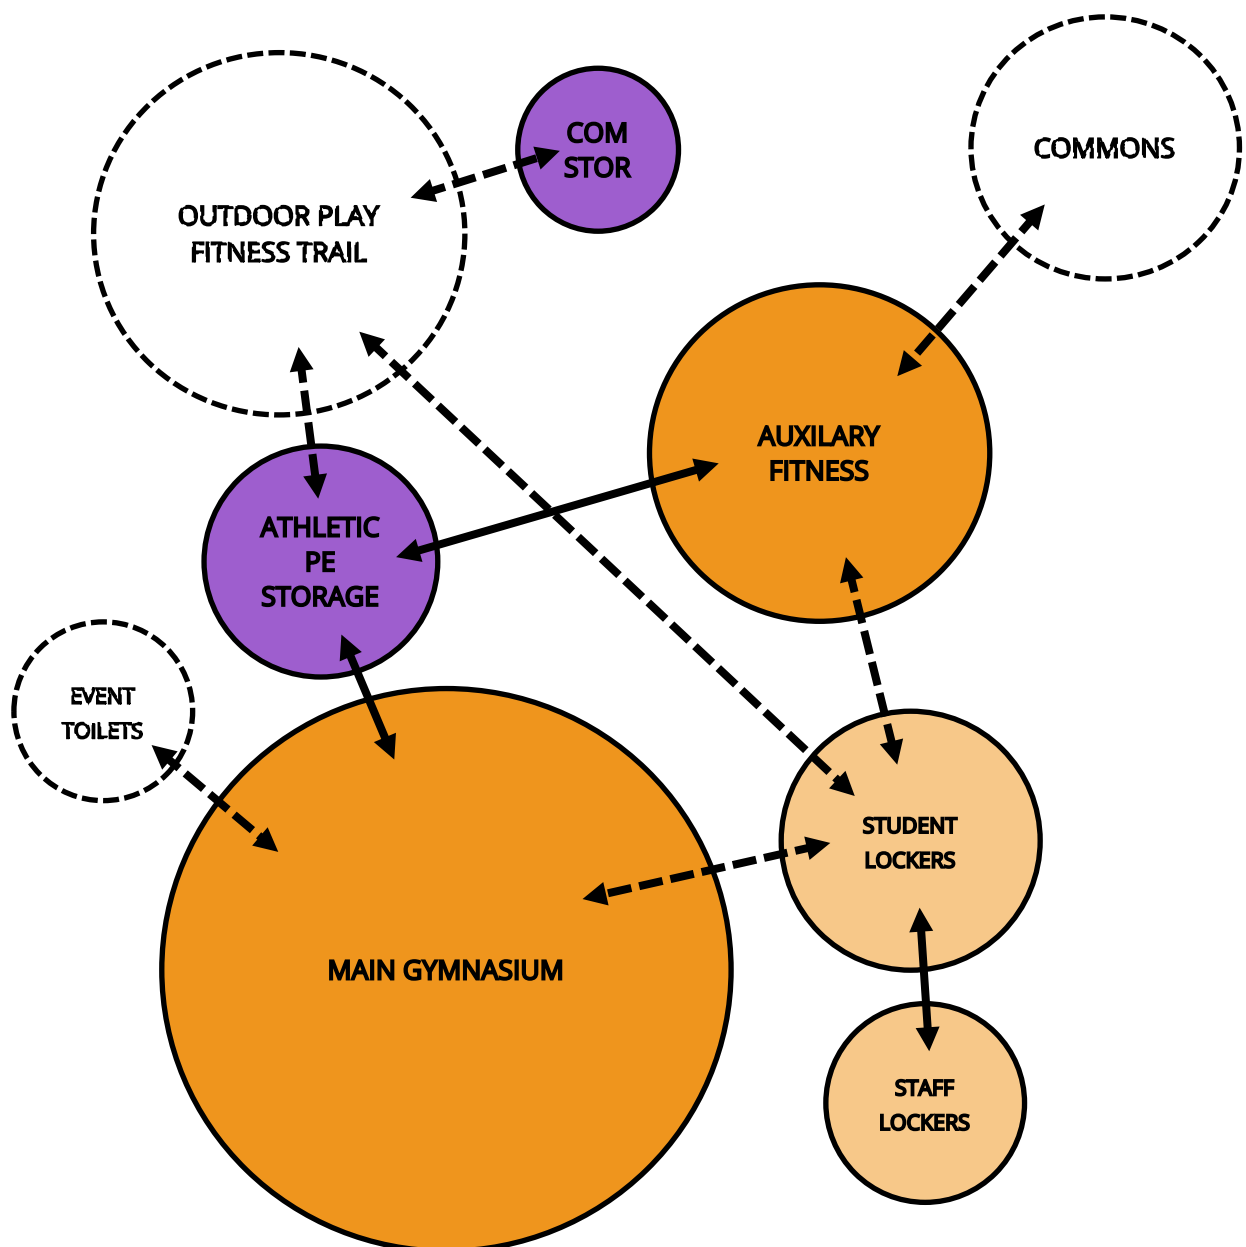 COM
STOR
COMMONS
OUTDOOR PLAY
FITNESS TRAIL
AUXILARY
FITNESS
ATHLETIC
PE
STORAGE
EVENT
TOILETS
STUDENT
LOCKERS
MAIN GYMNASIUM
STAFF
LOCKERS